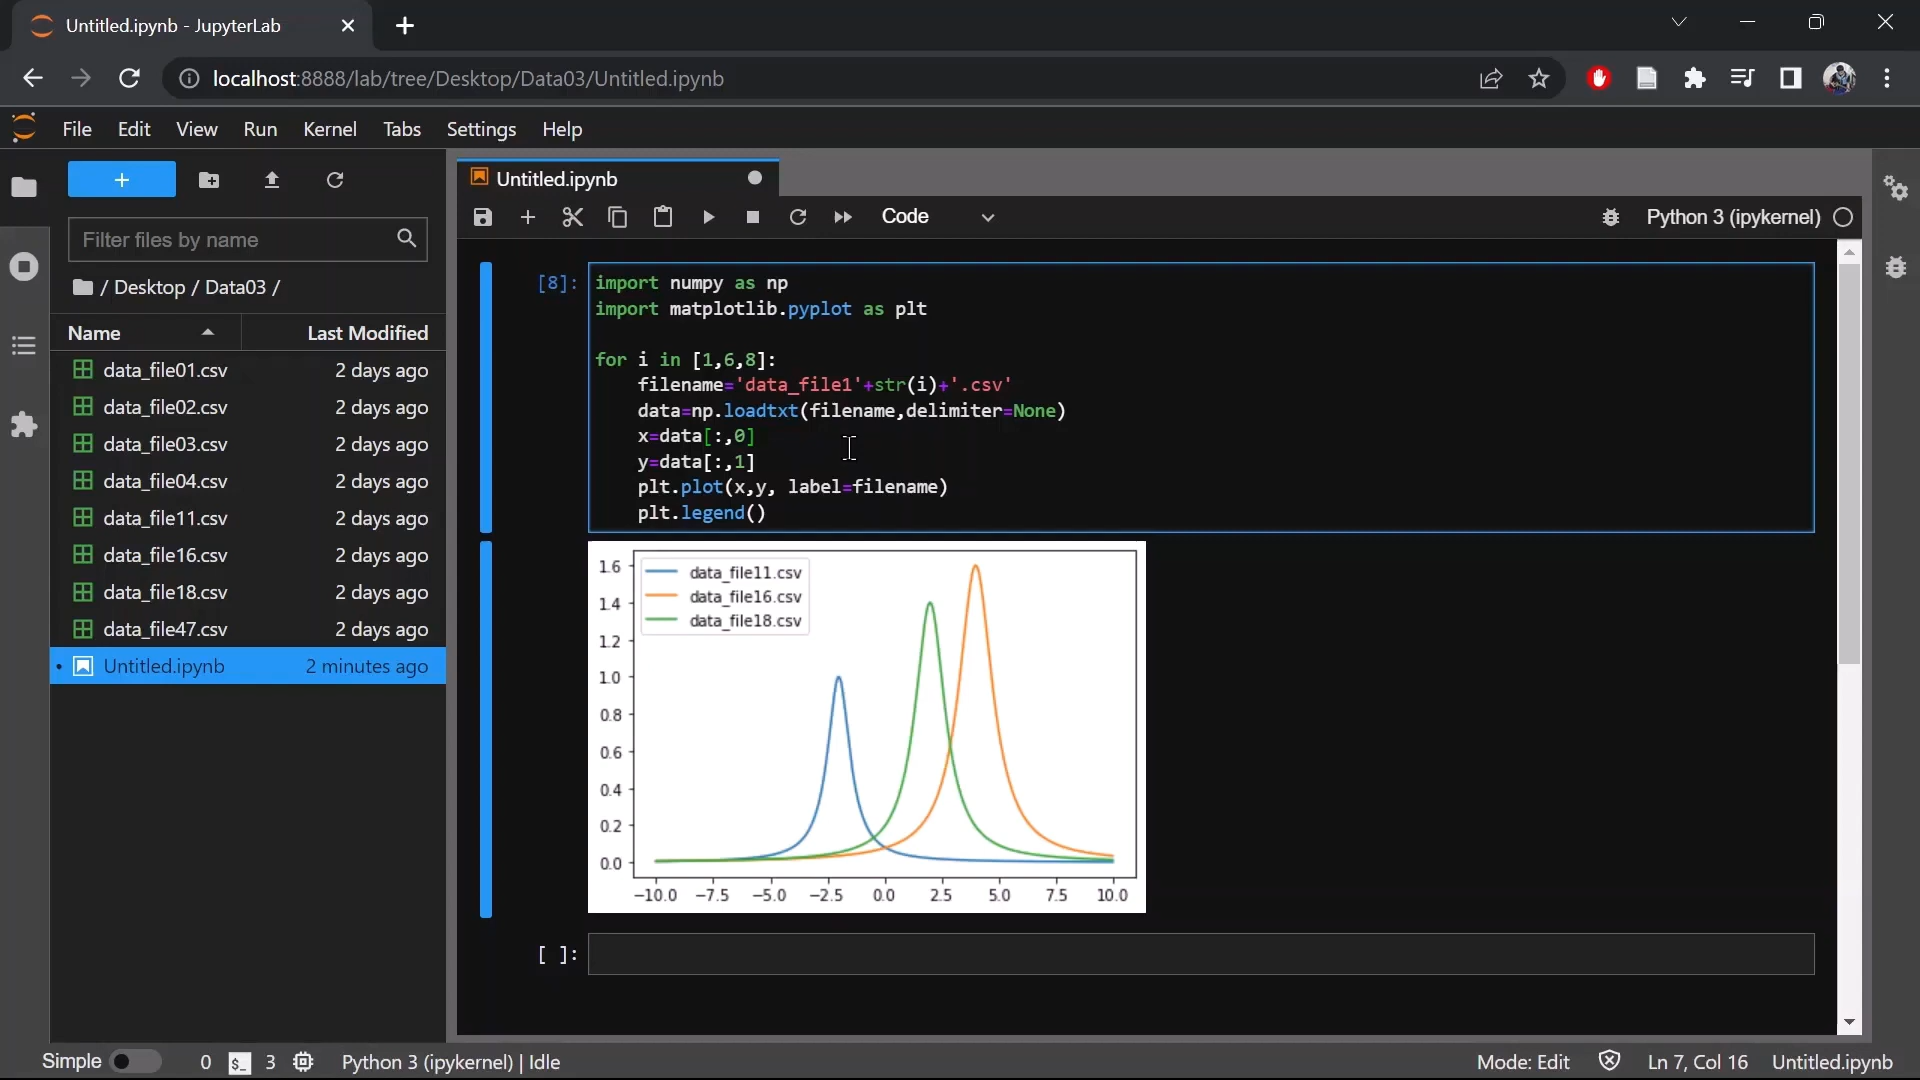 Untitled.ipynb - JupyterLab
localhost:8888/lab/tree/Desktop/Data03/Untitled.ipynb
File Edit View Run Kernel Tabs Settings Help
Filter files by name
/ Desktop / Data03 /
Name Last Modified
data_file01.csv 2 days ago
data_file02.csv 2 days ago
data_file03.csv 2 days ago
data_file04.csv 2 days ago
data_file11.csv 2 days ago
data_file16.csv 2 days ago
data_file18.csv 2 days ago
data_file47.csv 2 days ago
Untitled.ipynb 2 minutes ago
Untitled.ipynb
Code Python 3 (ipykernel)
[8]: import numpy as np
import matplotlib.pyplot as plt
for i in [1,6,8]:
filename='data_file1'+str(i)+'.csv'
data=np.loadtxt(filename,delimiter=None)
x=data[:,0]
y=data[:,1]
plt.plot(x,y, label=filename)
plt.legend()
data_file11.csv
data_file16.csv
data_file18.csv
1.6
1.4
1.2
1.0
0.8
0.6
0.4
0.2
0.0
−10.0 −7.5 −5.0 −2.5 0.0 2.5 5.0 7.5 10.0
[ ]:
Simple 0 $_ 3 Python 3 (ipykernel) | Idle Mode: Edit Ln 7, Col 16 Untitled.ipynb